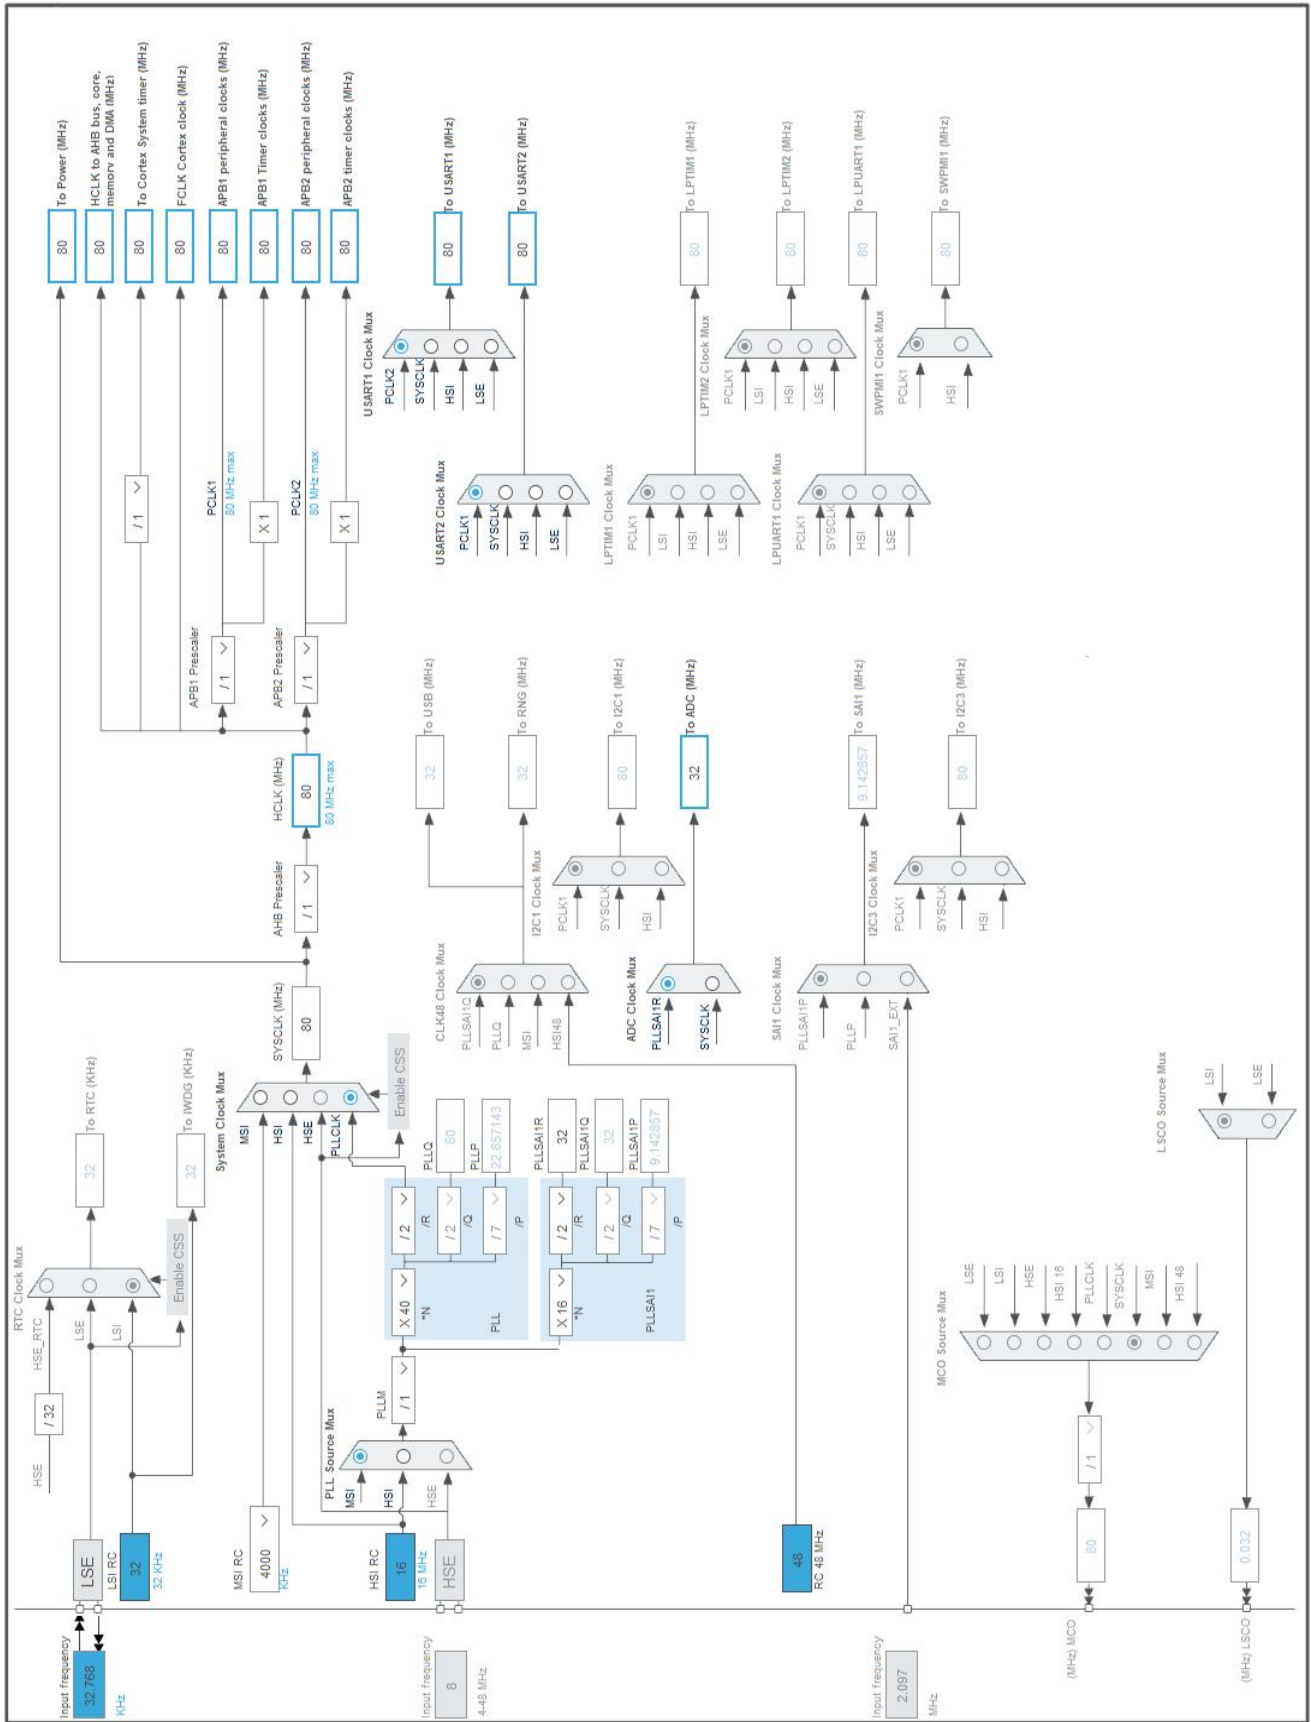 Input frequency
32.768
KHz
LSE
LSI RC
32
32 KHz
HSE
/ 32
HSE_RTC
LSE
LSI
RTC Clock Mux
Enable CSS
32
To RTC (KHz)
32
To IWDG (KHz)
MSI RC
4000
KHz
HSI RC
16
16 MHz
Input frequency
8
4-48 MHz
HSE
PLL Source Mux
MSI
HSI
HSE
PLLM
/ 1
X 40
*N
PLL
/ 2
/R
/ 2
/Q
/ 7
/P
PLLQ
80
PLLP
22.857143
X 16
*N
PLLSAI1
/ 2
/R
/ 2
/Q
/ 7
/P
PLLSAI1R
32
PLLSAI1Q
32
PLLSAI1P
9.142857
System Clock Mux
MSI
HSI
HSE
PLLCLK
Enable CSS
SYSCLK (MHz)
80
AHB Prescaler
/ 1
HCLK (MHz)
80
80 MHz max
APB1 Prescaler
/ 1
APB2 Prescaler
/ 1
/ 1
PCLK1
80 MHz max
X 1
PCLK2
80 MHz max
X 1
80
To Power (MHz)
80
HCLK to AHB bus, core,
memory and DMA (MHz)
80
To Cortex System timer (MHz)
80
FCLK Cortex clock (MHz)
80
APB1 peripheral clocks (MHz)
80
APB1 Timer clocks (MHz)
80
APB2 peripheral clocks (MHz)
80
APB2 timer clocks (MHz)
USART1 Clock Mux
PCLK2
SYSCLK
HSI
LSE
80
To USART1 (MHz)
USART2 Clock Mux
PCLK1
SYSCLK
HSI
LSE
80
To USART2 (MHz)
LPTIM1 Clock Mux
PCLK1
LSI
HSI
LSE
80
To LPTIM1 (MHz)
LPTIM2 Clock Mux
PCLK1
LSI
HSI
LSE
80
To LPTIM2 (MHz)
LPUART1 Clock Mux
PCLK1
SYSCLK
HSI
LSE
80
To LPUART1 (MHz)
SWPMI1 Clock Mux
PCLK1
HSI
80
To SWPMI1 (MHz)
CLK48 Clock Mux
PLLSAI1Q
PLLQ
MSI
HSI48
32
To USB (MHz)
32
To RNG (MHz)
I2C1 Clock Mux
PCLK1
SYSCLK
HSI
80
To I2C1 (MHz)
ADC Clock Mux
PLLSAI1R
SYSCLK
32
To ADC (MHz)
SAI1 Clock Mux
PLLSAI1P
PLLP
SAI1_EXT
9.142857
To SAI1 (MHz)
I2C3 Clock Mux
PCLK1
SYSCLK
HSI
80
To I2C3 (MHz)
48
RC 48 MHz
Input frequency
2.097
MHz
MCO Source Mux
LSE
LSI
HSE
HSI 16
PLLCLK
SYSCLK
MSI
HSI 48
/ 1
80
(MHz) MCO
LSCO Source Mux
LSI
LSE
0.032
(MHz) LSCO